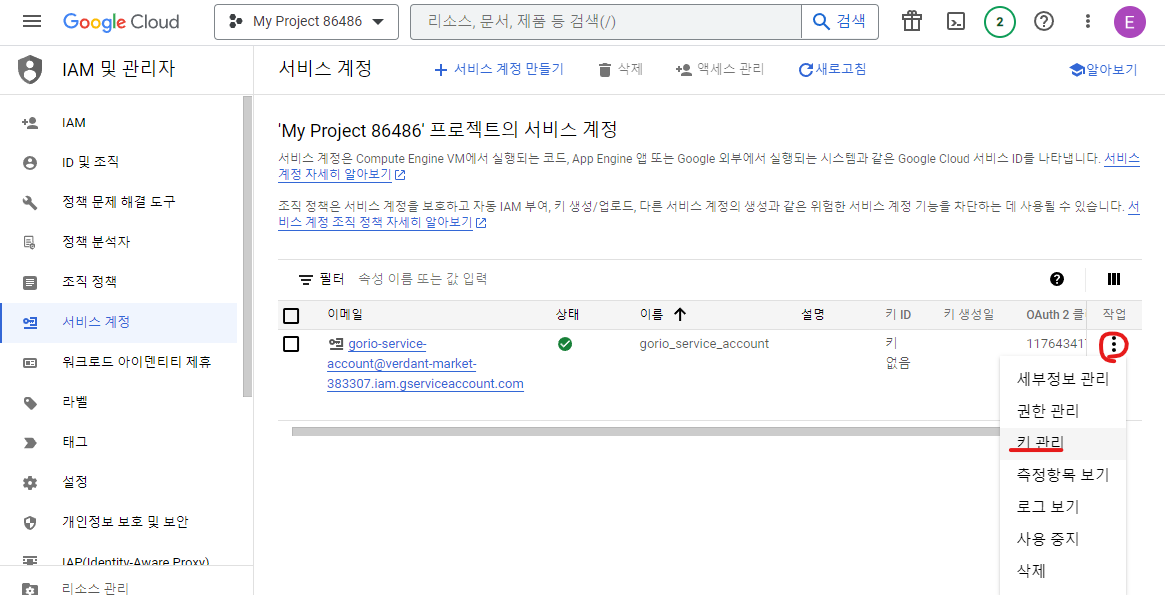 Google Cloud
My Project 86486
리소스, 문서, 제품 등 검색(/)
검색
2
E
IAM 및 관리자
서비스 계정
서비스 계정 만들기
삭제
액세스 관리
새로고침
알아보기
IAM
ID 및 조직
정책 문제 해결 도구
정책 분석자
조직 정책
서비스 계정
워크로드 아이덴티티 제휴
라벨
태그
설정
개인정보 보호 및 보안
IAP(Identity-Aware Proxy)
리소스 관리
'My Project 86486' 프로젝트의 서비스 계정
서비스 계정은 Compute Engine VM에서 실행되는 코드, App Engine 앱 또는 Google 외부에서 실행되는 시스템과 같은 Google Cloud 서비스 ID를 나타냅니다. 서비스
계정 자세히 알아보기
조직 정책은 서비스 계정을 보호하고 자동 IAM 부여, 키 생성/업로드, 다른 서비스 계정의 생성과 같은 위험한 서비스 계정 기능을 차단하는 데 사용될 수 있습니다. 서
비스 계정 조직 정책 자세히 알아보기
필터
속성 이름 또는 값 입력
이메일
상태
이름
설명
키 ID
키 생성일
OAuth 2 클
작업
gorio-service-
account@verdant-market-
383307.iam.gserviceaccount.com
gorio_service_account
키
없음
11764341
세부정보 관리
권한 관리
키 관리
측정항목 보기
로그 보기
사용 중지
삭제